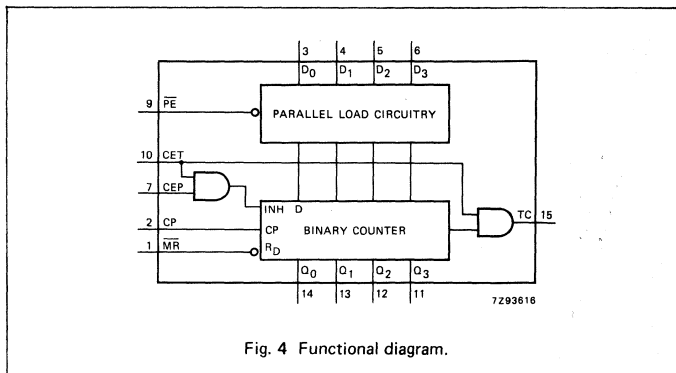 3 4 5 6
D0 D1 D2 D3
9 PE
PARALLEL LOAD CIRCUITRY
10 CET
7 CEP
INH D
TC 15
2 CP
CP BINARY COUNTER
1 MR
RD
Q0 Q1 Q2 Q3
14 13 12 11
7Z93616
Fig. 4 Functional diagram.